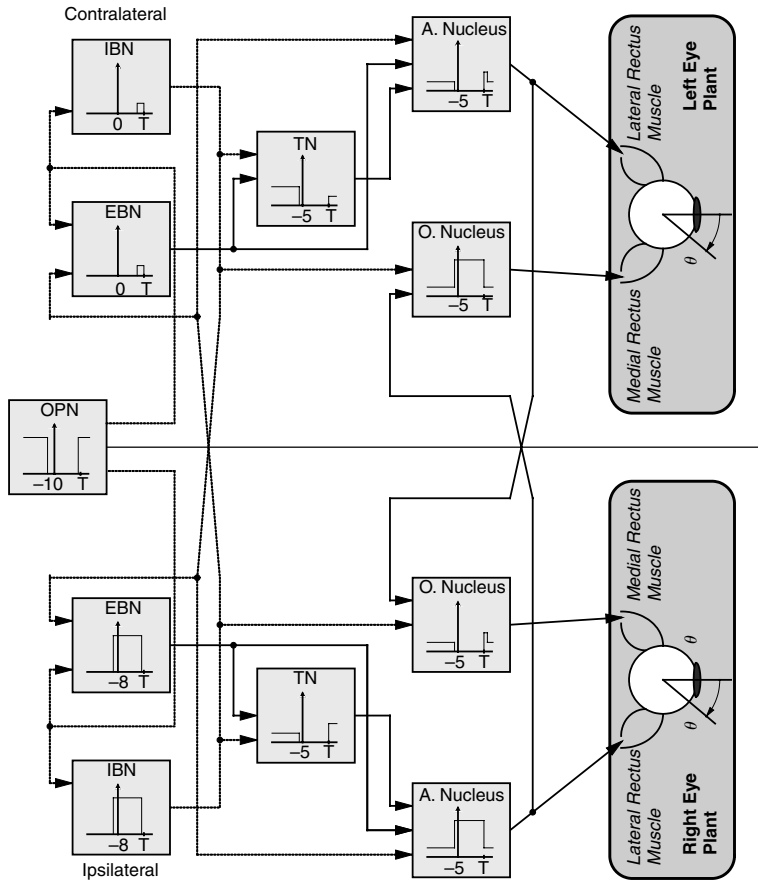 Contralateral
IBN
0 T
EBN
0 T
TN
–5 T
A. Nucleus
–5 T
O. Nucleus
–5 T
Lateral Rectus
Muscle
Left Eye
Plant
θ
Medial Rectus
Muscle
OPN
–10 T
EBN
–8 T
TN
–5 T
IBN
–8 T
Ipsilateral
O. Nucleus
–5 T
A. Nucleus
–5 T
Medial Rectus
Muscle
θ
θ
Lateral Rectus
Muscle
Right Eye
Plant